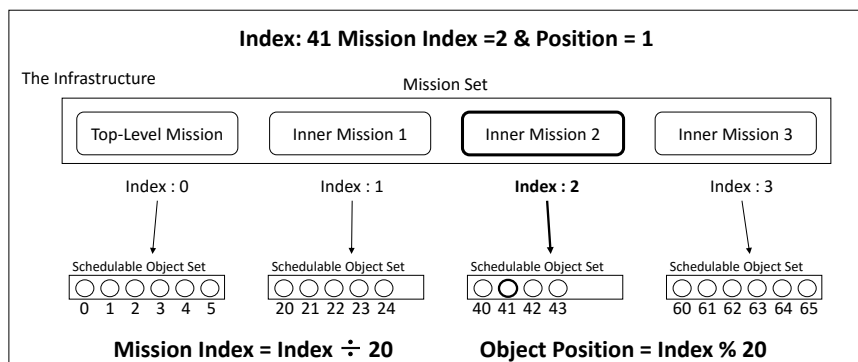 Index: 41 Mission Index =2 & Position = 1
The Infrastructure
Mission Set
Top-Level Mission Inner Mission 1 Inner Mission 2 Inner Mission 3
Index : 0 Index : 1 Index : 2 Index : 3
Schedulable Object Set Schedulable Object Set Schedulable Object Set Schedulable Object Set
0 1 2 3 4 5 20 21 22 23 24 40 41 42 43 60 61 62 63 64 65
Mission Index = Index ÷ 20 Object Position = Index % 20